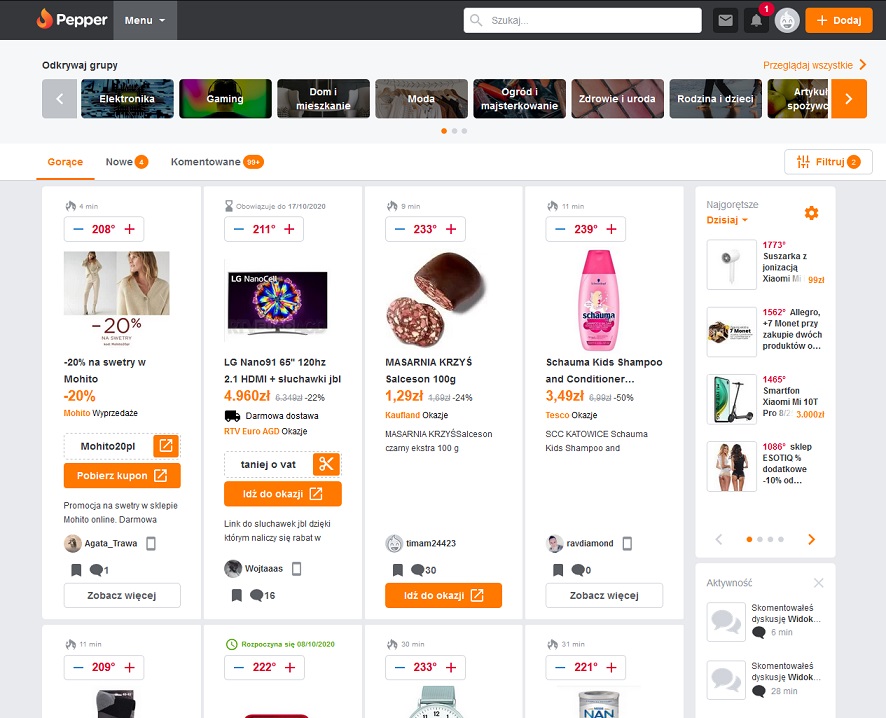 Pepper
Menu
Szukaj...
1
+ Dodaj
Odkrywaj grupy
Przeglądaj wszystkie
Elektronika
Gaming
Dom i
mieszkanie
Moda
Ogród i
majsterkowanie
Zdrowie i uroda
Rodzina i dzieci
Artykuł
spożywc
Gorące
Nowe 4
Komentowane 99+
Filtruj 2
4 min
− 208° +
−20%
NA SWETRY
-20% na swetry w
Mohito
-20%
Mohito Wyprzedaże
Mohito20pl
Pobierz kupon
Promocja na swetry w sklepie
Mohito online. Darmowa
Agata_Trawa
1
Zobacz więcej
Obowiązuje do 17/10/2020
− 211° +
LG NanoCell
LG Nano91 65" 120hz
2.1 HDMI + sluchawki jbl
4.960zł 6.349zł -22%
Darmowa dostawa
RTV Euro AGD Okazje
taniej o vat
Idź do okazji
Link do sluchawek jbl dzięki
którym naliczy się rabat w
Wojtaaas
16
9 min
− 233° +
MASARNIA KRZYŚ
Salceson 100g
1,29zł 1,69zł -24%
Kaufland Okazje
MASARNIA KRZYŚSalceson
czarny ekstra 100 g
timam24423
30
Idź do okazji
11 min
− 239° +
schauma
Schauma Kids Shampoo
and Conditioner...
3,49zł 6,99zł -50%
Tesco Okazje
SCC KATOWICE Schauma
Kids Shampoo and
ravdiamond
0
Zobacz więcej
Najgorętsze
Dzisiaj
1773°
Suszarka z
jonizacją
Xiaomi Mi 99zł
7 Monet
1562° Allegro,
+7 Monet przy
zakupie dwóch
produktów o...
1465°
Smartfon
Xiaomi Mi 10T
Pro 8/2 3.000zł
1086° sklep
ESOTIQ %
dodatkowe
-10% od...
Aktywność
Skomentowałeś
dyskusję Widok...
6 min
Skomentowałeś
dyskusję Widok...
28 min
11 min
− 209° +
Rozpoczyna się 08/10/2020
− 222° +
30 min
− 233° +
31 min
− 221° +
Nestlé
NAN